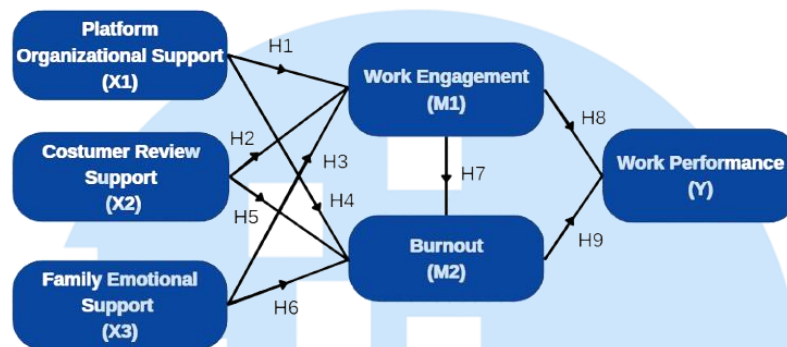 Platform
Organizational Support
(X1)
H1
Work Engagement
(M1)
H8
Costumer Review
Support
(X2)
H2
H3
H5
H4
H7
Work Performance
(Y)
Burnout
(M2)
H9
Family Emotional
Support
(X3)
H6